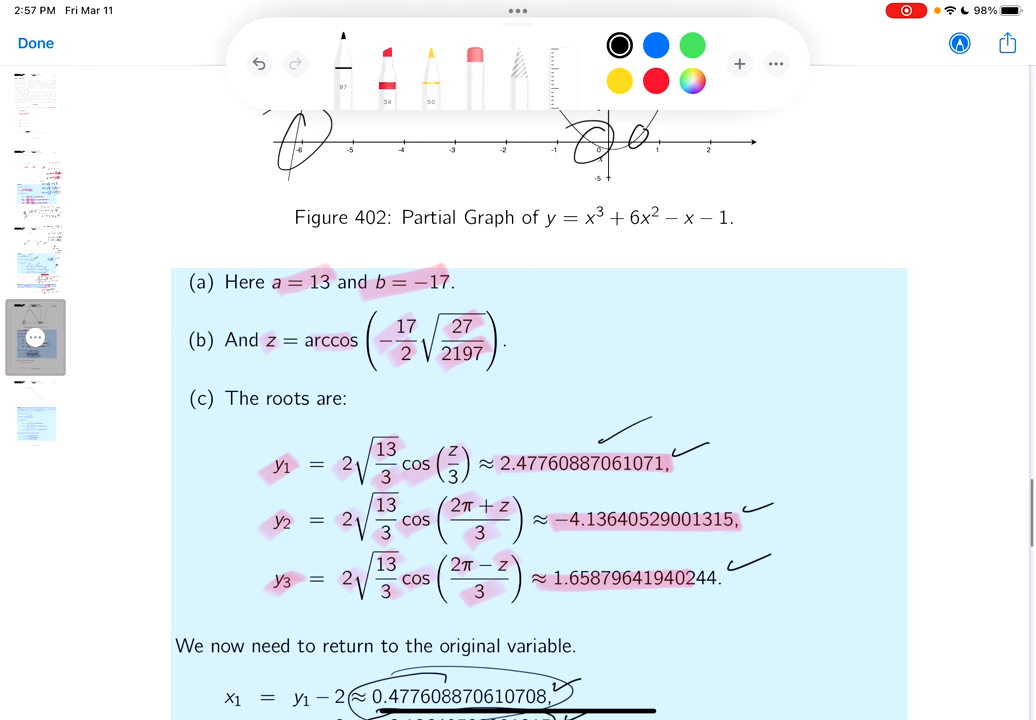 2:57 PM Fri Mar 11 98%
Done
97 34 50
-6 -5 -4 -3 -2 -1 0 1 2
-5
Figure 402: Partial Graph of y = x³ + 6x² − x − 1.
(a) Here a = 13 and b = −17.
(b) And z = arccos (−17/2 √(27/2197)).
(c) The roots are:
y₁ = 2√(13/3) cos (z/3) ≈ 2.47760887061071,
y₂ = 2√(13/3) cos ((2π + z)/3) ≈ −4.13640529001315,
y₃ = 2√(13/3) cos ((2π − z)/3) ≈ 1.65879641940244.
We now need to return to the original variable.
x₁ = y₁ − 2 ≈ 0.477608870610708,